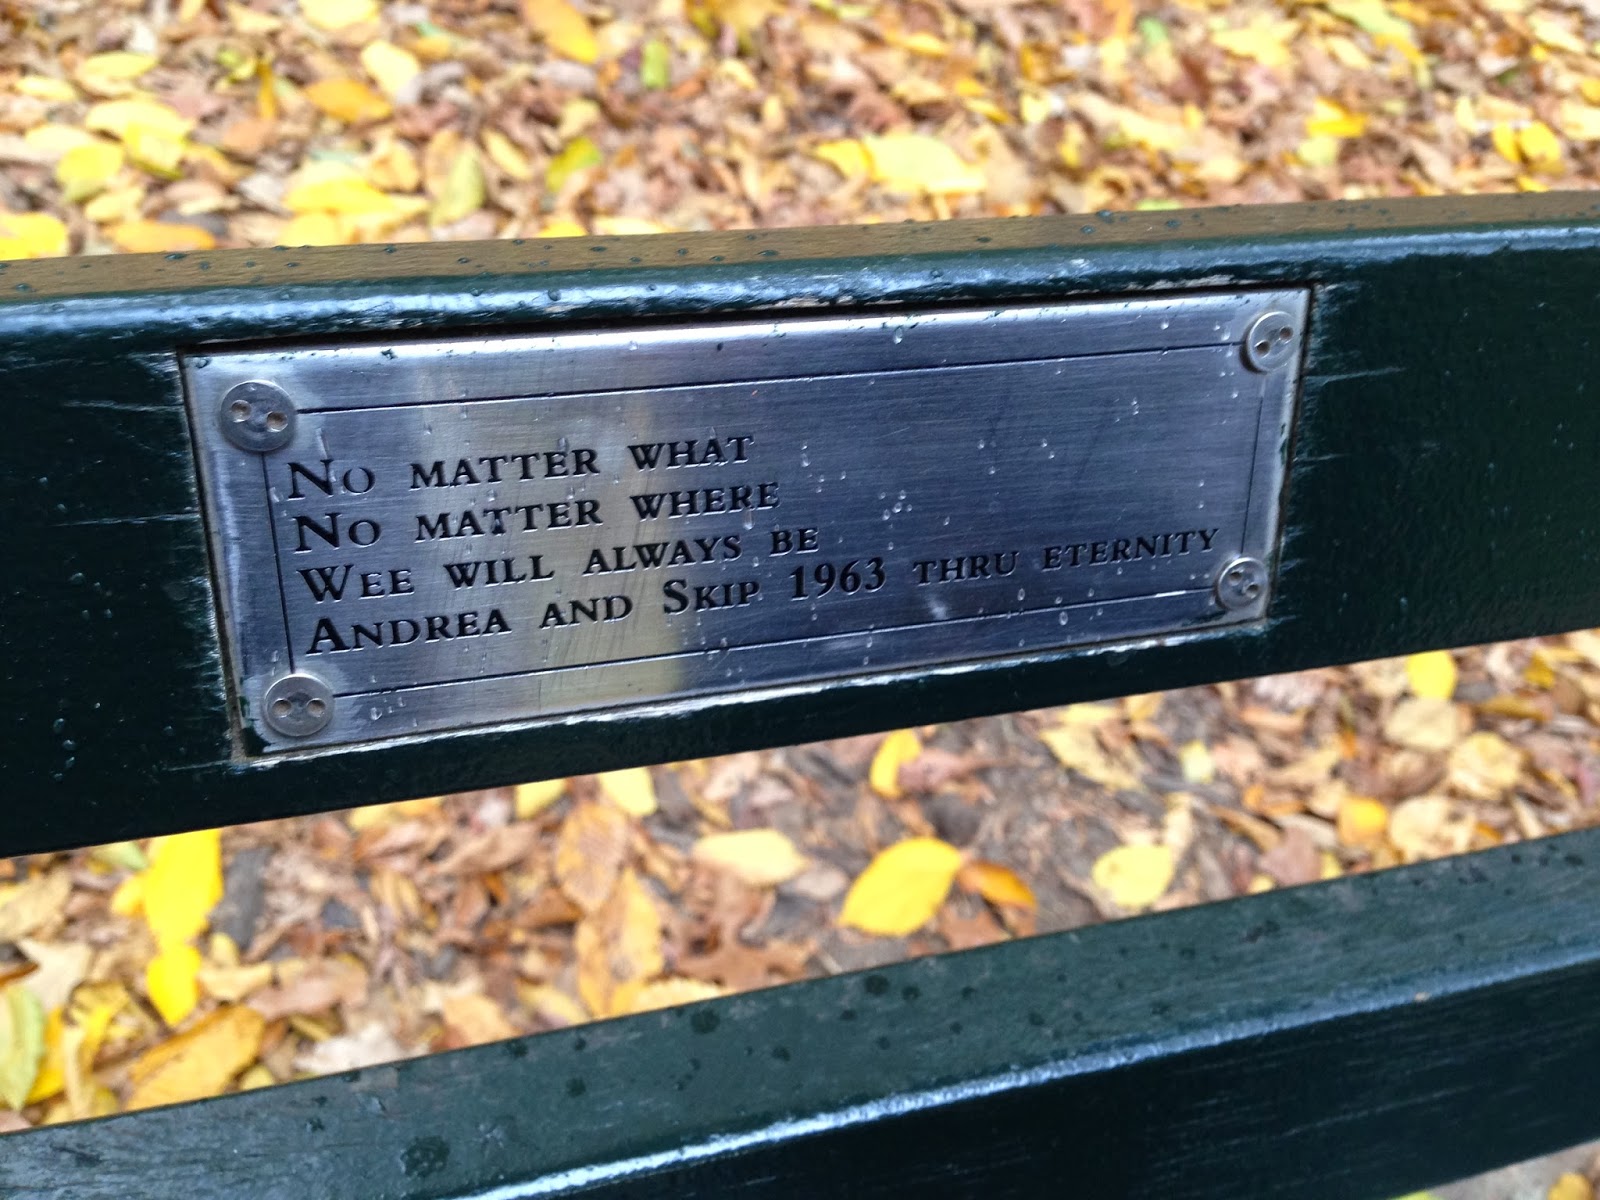 No matter what
No matter where
Wee will always be
Andrea and Skip 1963 thru eternity